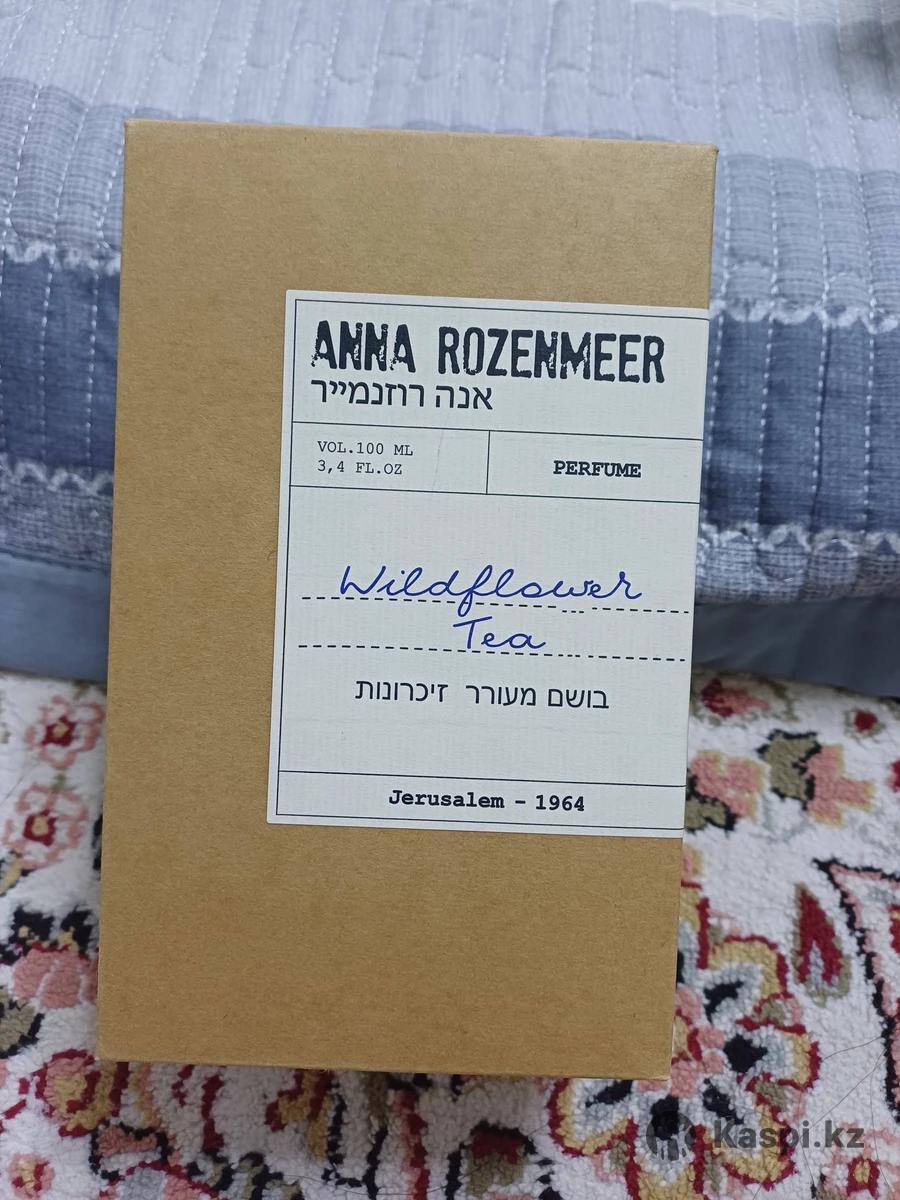 ANNA ROZENMEER
אנה רוזנמייר
VOL.100 ML
3,4 FL.OZ
PERFUME
Wildflower
Tea
בושם מעורר זיכרונות
Jerusalem - 1964
Kaspi.kz